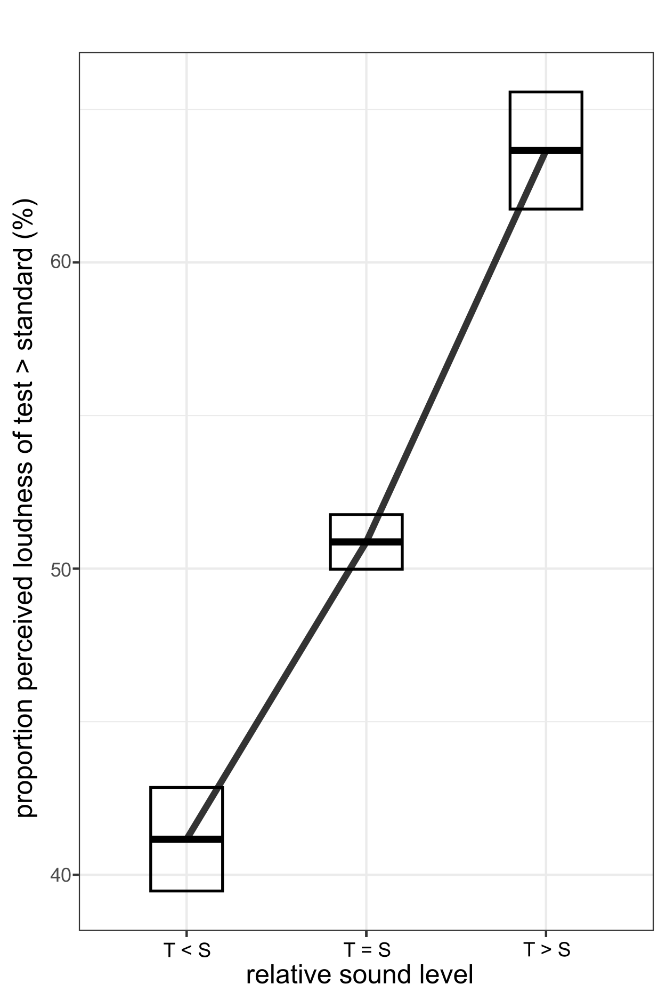 proportion perceived loudness of test > standard (%)
60
50
40
T < S
T = S
T > S
relative sound level